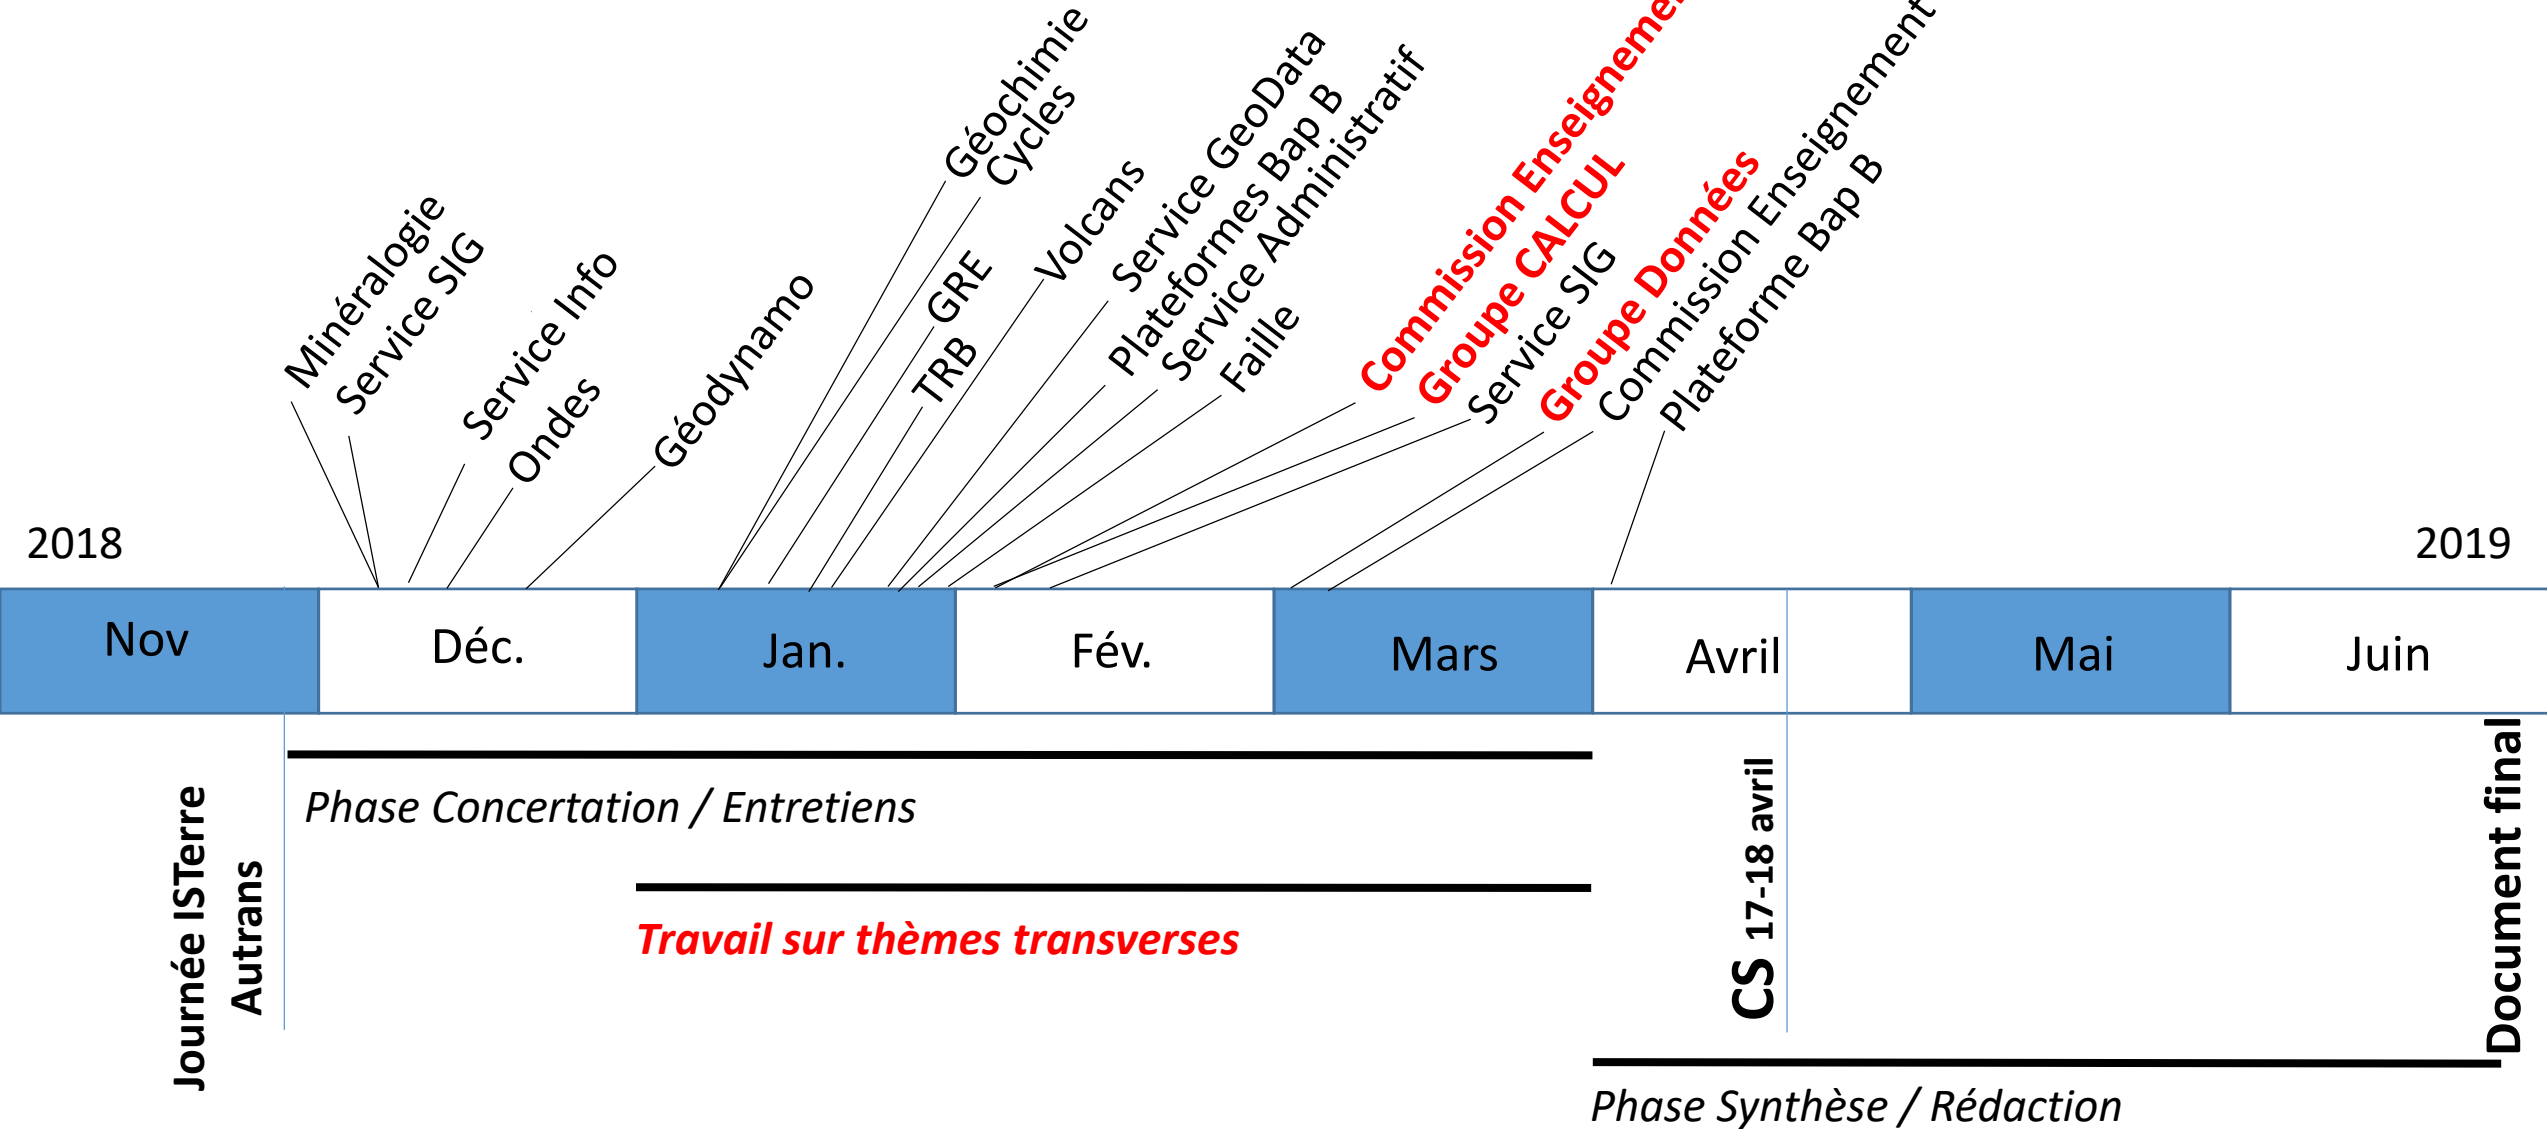 Minéralogie
Service SIG
Service Info
Ondes
Géodynamo
Géochimie
Cycles
GRE
TRB
Volcans
Service GeoData
Plateformes Bap B
Service Administratif
Faille
Commission
Groupe CALCUL
Service SIG
Groupe Données
Commission Enseignement
Plateforme Bap B
2018
2019
Nov
Déc.
Jan.
Fév.
Mars
Avril
Mai
Juin
Journée ISTerre
Autrans
Phase Concertation / Entretiens
Travail sur thèmes transverses
CS 17-18 avril
Document final
Phase Synthèse / Rédaction